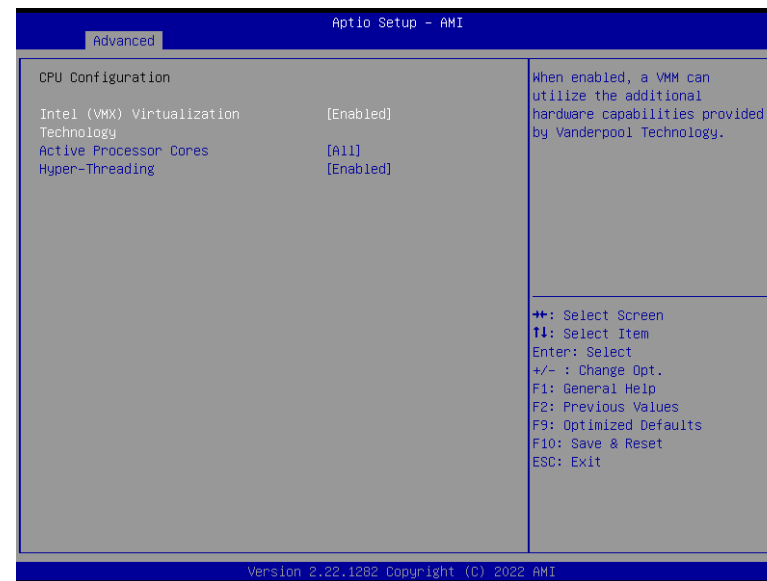 Aptio Setup – AMI
Advanced
CPU Configuration
Intel (VMX) Virtualization [Enabled]
Technology
Active Processor Cores [All]
Hyper-Threading [Enabled]
When enabled, a VMM can
utilize the additional
hardware capabilities provided
by Vanderpool Technology.
→←: Select Screen
↑↓: Select Item
Enter: Select
+/- : Change Opt.
F1: General Help
F2: Previous Values
F9: Optimized Defaults
F10: Save & Reset
ESC: Exit
Version 2.22.1282 Copyright (C) 2022 AMI